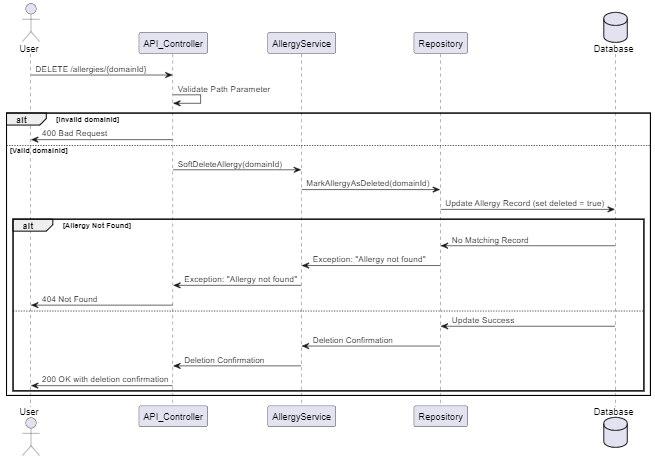 User
API_Controller
AllergyService
Repository
Database
DELETE /allergies/{domainId}
Validate Path Parameter
alt
[Invalid domainId]
400 Bad Request
[Valid domainId]
SoftDeleteAllergy(domainId)
MarkAllergyAsDeleted(domainId)
Update Allergy Record (set deleted = true)
alt
[Allergy Not Found]
No Matching Record
Exception: "Allergy not found"
Exception: "Allergy not found"
404 Not Found
Update Success
Deletion Confirmation
Deletion Confirmation
200 OK with deletion confirmation
User
API_Controller
AllergyService
Repository
Database